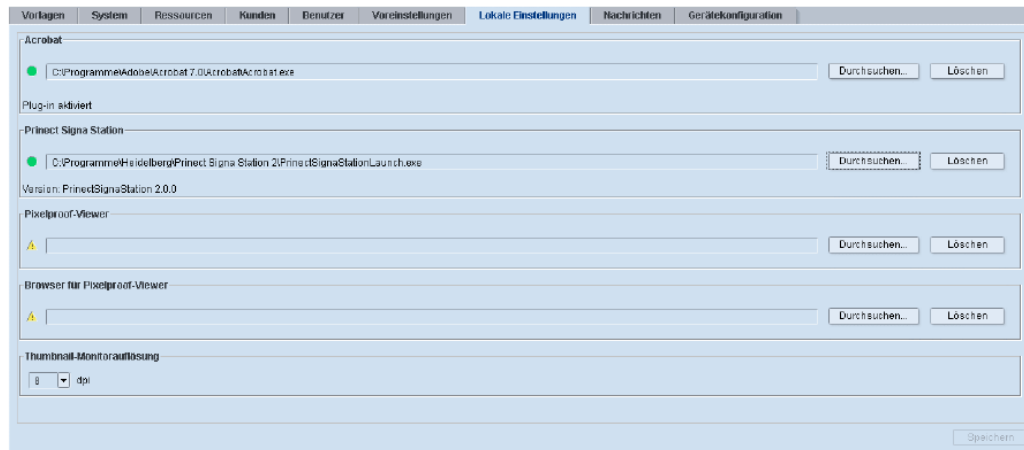 Vorlagen System Ressourcen Kunden Benutzer Voreinstellungen Lokale Einstellungen Nachrichten Gerätekonfiguration
Acrobat
C:\Programme\Adobe\Acrobat 7.0\Acrobat\Acrobat.exe Durchsuchen... Löschen
Plug-in aktiviert
Prinect Signa Station
C:\Programme\Heidelberg\Prinect Signa Station 2\PrinectSignaStationLaunch.exe Durchsuchen... Löschen
Version: PrinectSignaStation 2.0.0
Pixelproof-Viewer
Durchsuchen... Löschen
Browser für Pixelproof-Viewer
Durchsuchen... Löschen
Thumbnail-Monitorauflösung
dpi
Speichern